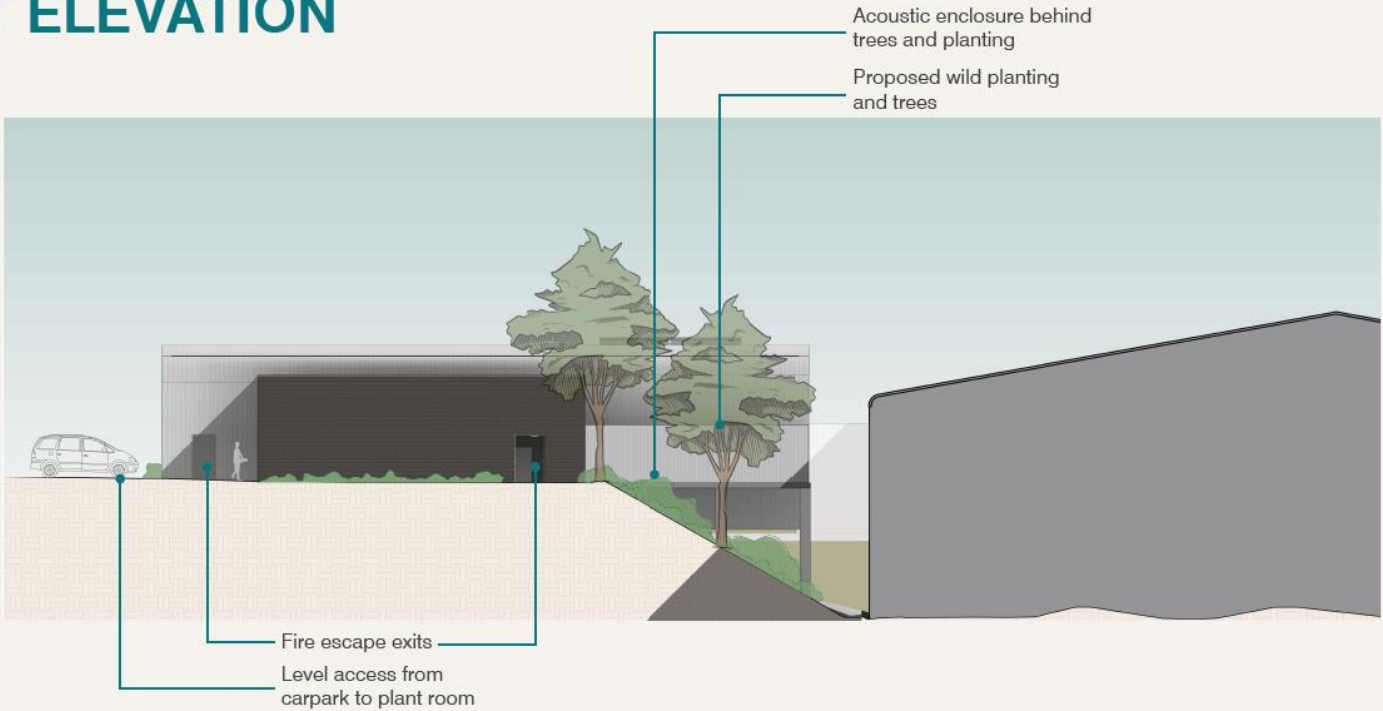 ELEVATION
Acoustic enclosure behind
trees and planting
Proposed wild planting
and trees
Fire escape exits
Level access from
carpark to plant room